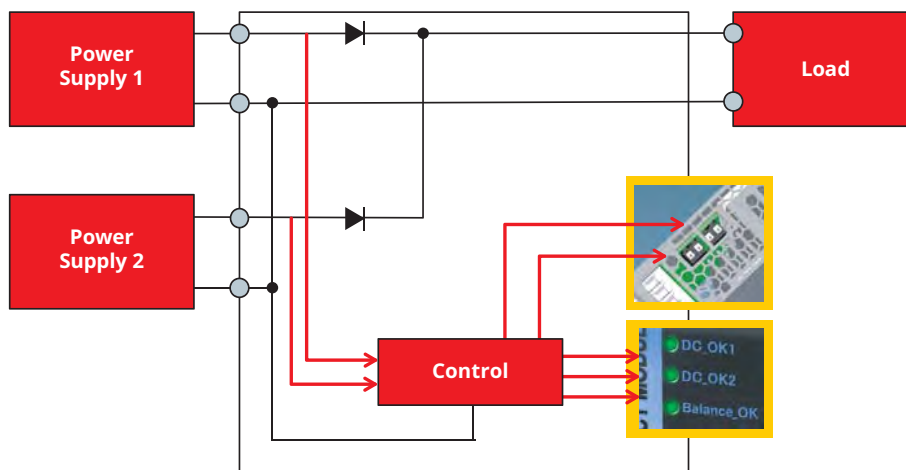 Power
Supply 1
Load
Power
Supply 2
Control
DC_OK1
DC_OK2
Balance_OK